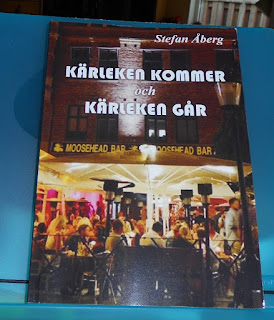 Stefan Åberg
KÄRLEKEN KOMMER
och
KÄRLEKEN GÅR
MOOSEHEAD BAR MOOSEHEAD BAR